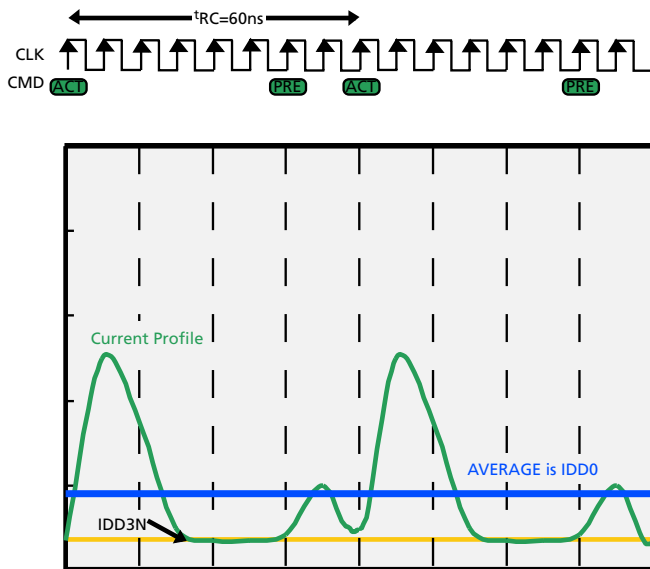 tRC=60ns
CLK
CMD ACT PRE ACT PRE
Current Profile
AVERAGE is IDD0
IDD3N